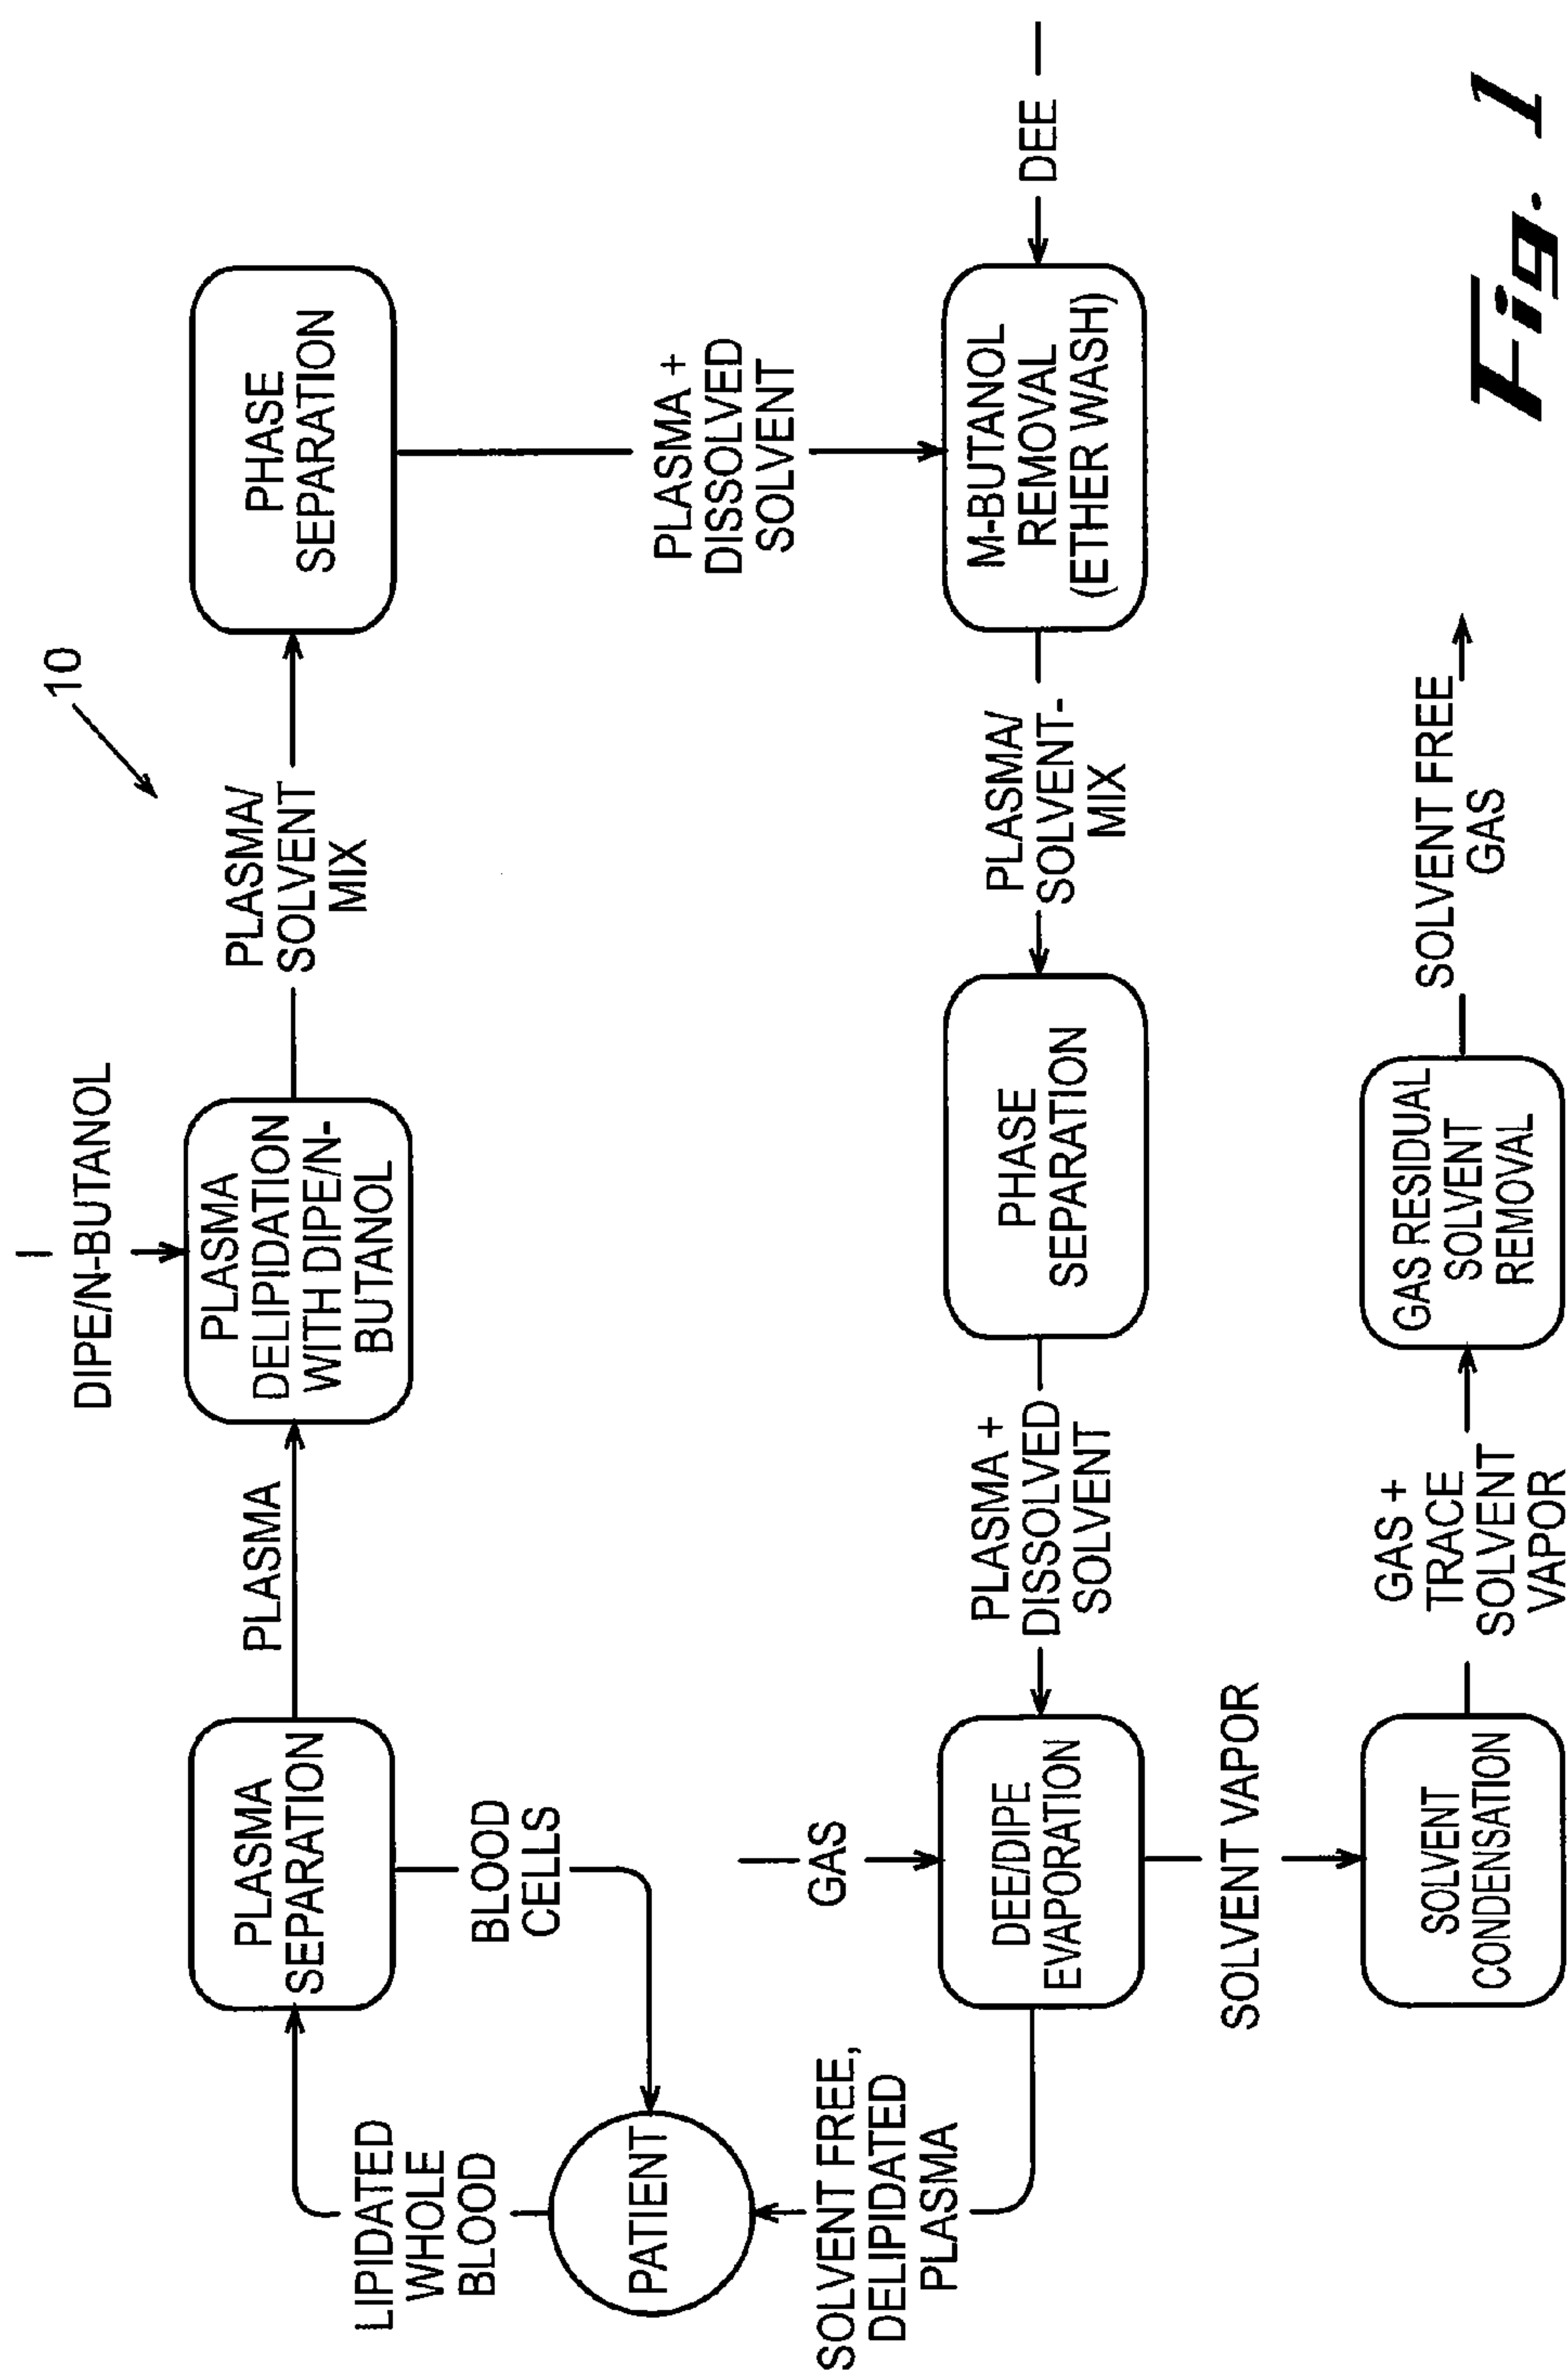 10
DIPE/N-BUTANOL
LIPIDATED
WHOLE
BLOOD
PLASMA
SEPARATION
PLASMA
PLASMA
DELIPIDATION
WITH DIPE/N-
BUTANOL
PLASMA/
SOLVENT
MIX
PHASE
SEPARATION
BLOOD
CELLS
PATIENT
PLASMA +
DISSOLVED
SOLVENT
DEE
M-BUTANOL
REMOVAL
(ETHER WASH)
PLASMA/
SOLVENT-
MIX
PHASE
SEPARATION
PLASMA +
DISSOLVED
SOLVENT
GAS
DEE/DIPE
EVAPORATION
SOLVENT FREE,
DELIPIDATED
PLASMA
SOLVENT VAPOR
SOLVENT
CONDENSATION
GAS +
TRACE
SOLVENT
VAPOR
GAS RESIDUAL
SOLVENT
REMOVAL
SOLVENT FREE
GAS
Fig. 1